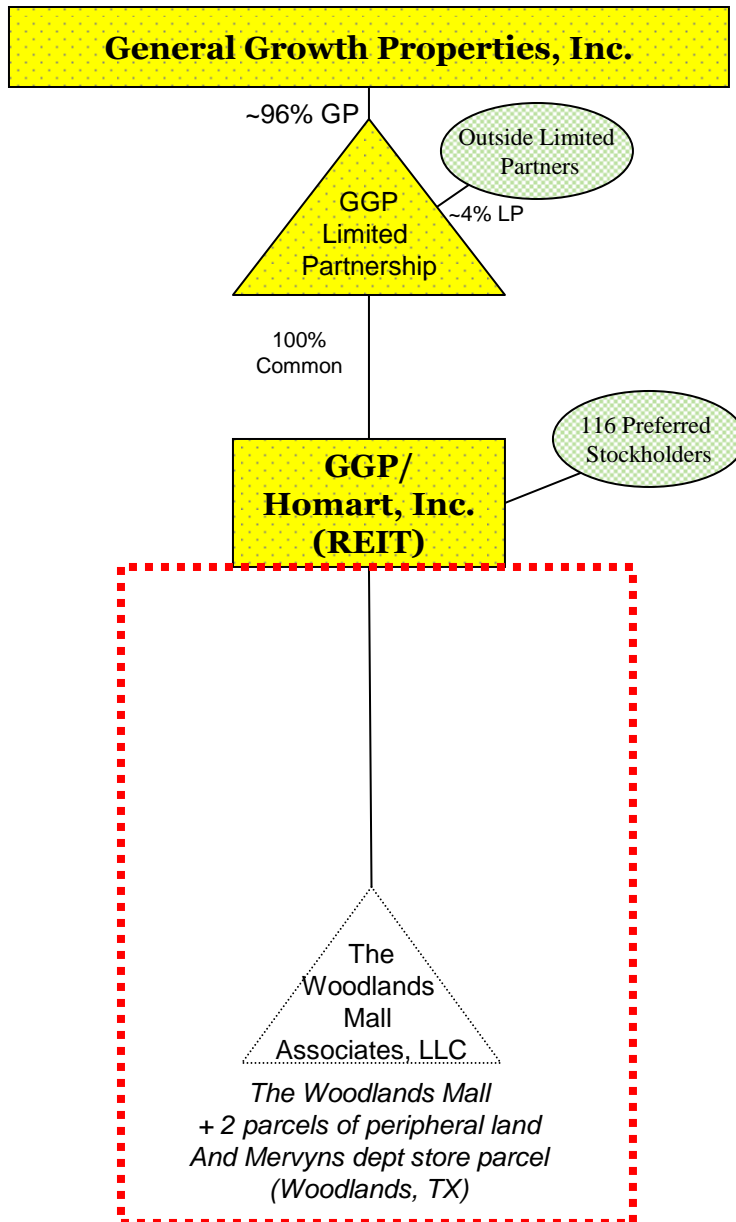 General Growth Properties, Inc.
~96% GP
Outside Limited
Partners
GGP
Limited
Partnership
~4% LP
100%
Common
116 Preferred
Stockholders
GGP/
Homart, Inc.
(REIT)
The
Woodlands
Mall
Associates, LLC
The Woodlands Mall
+ 2 parcels of peripheral land
And Mervyns dept store parcel
(Woodlands, TX)